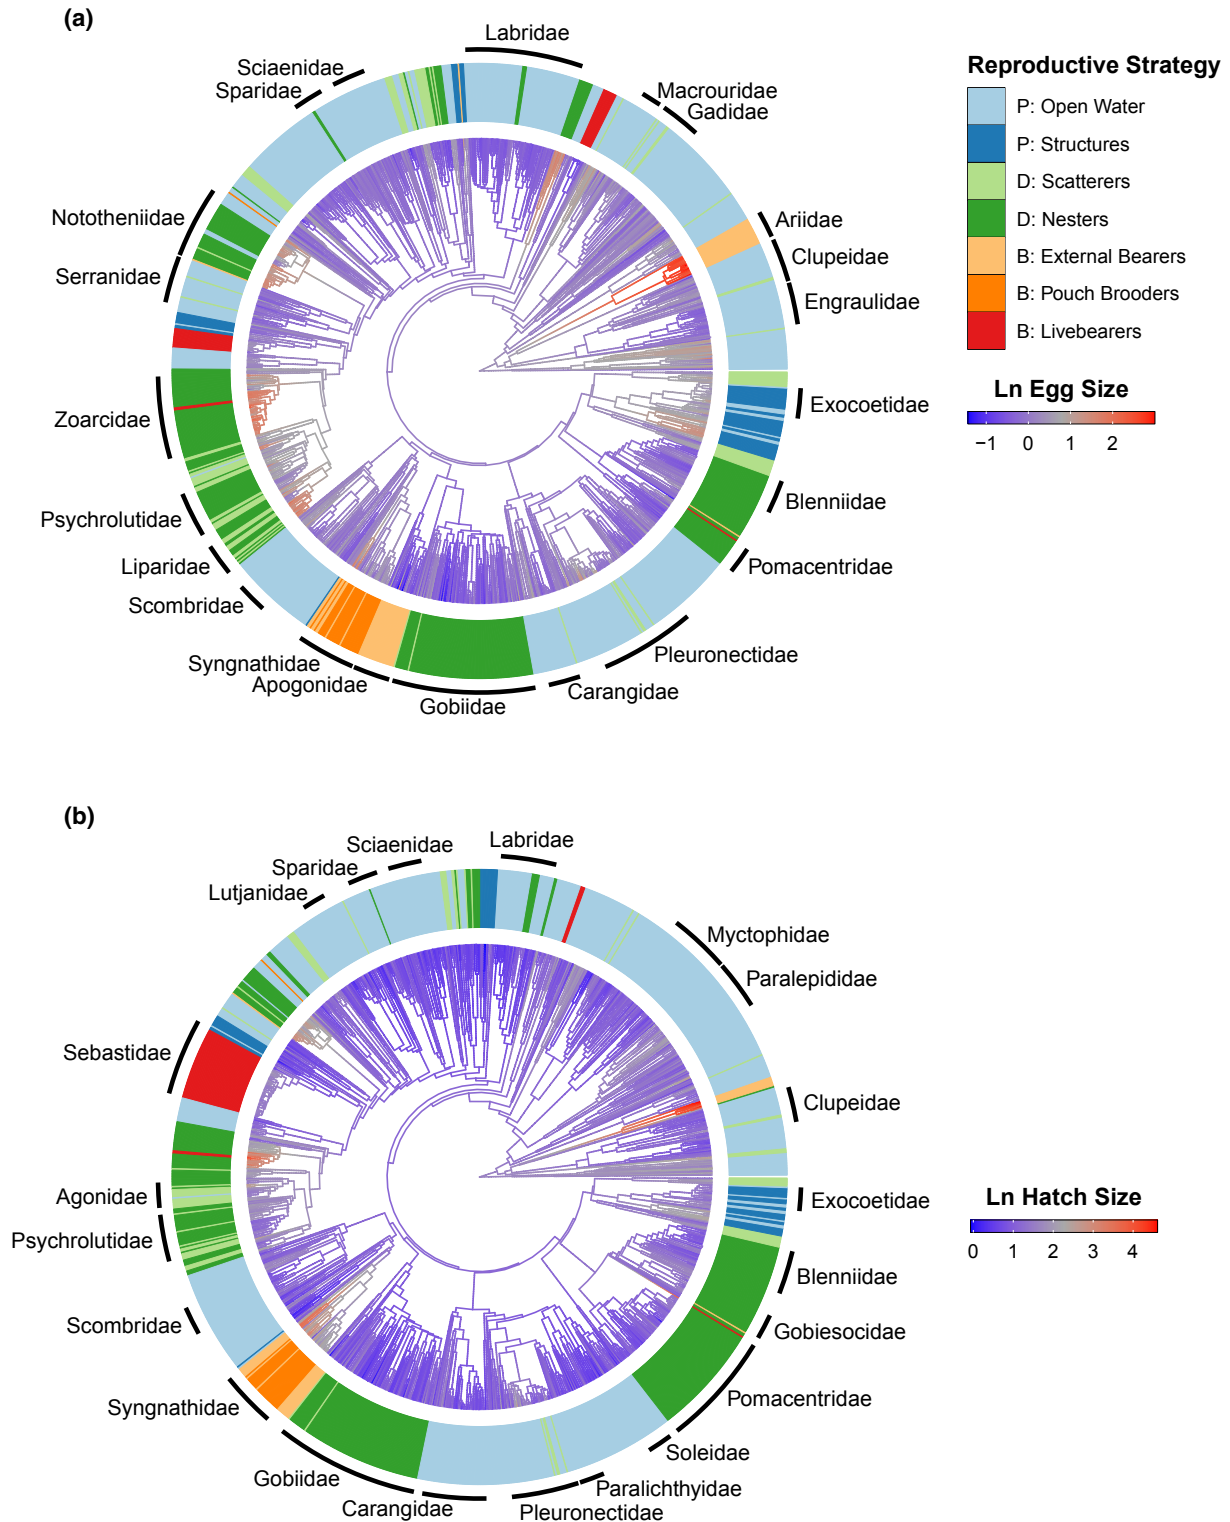 (a)
Labridae
Sciaenidae
Sparidae
Macrouridae
Gadidae
Nototheniidae
Serranidae
Ariidae
Clupeidae
Engraulidae
Zoarcidae
Exocoetidae
Psychrolutidae
Blenniidae
Liparidae
Pomacentridae
Scombridae
Syngnathidae
Apogonidae
Gobiidae
Carangidae
Pleuronectidae
Reproductive Strategy
P: Open Water
P: Structures
D: Scatterers
D: Nesters
B: External Bearers
B: Pouch Brooders
B: Livebearers
Ln Egg Size
−1 0 1 2
(b)
Labridae
Sciaenidae
Sparidae
Lutjanidae
Myctophidae
Paralepididae
Sebastidae
Clupeidae
Agonidae
Exocoetidae
Psychrolutidae
Blenniidae
Scombridae
Gobiesocidae
Syngnathidae
Pomacentridae
Soleidae
Gobiidae
Paralichthyidae
Carangidae
Pleuronectidae
Ln Hatch Size
0 1 2 3 4